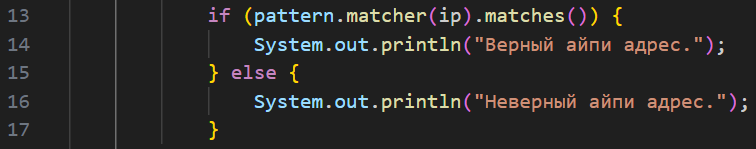 13 if (pattern.matcher(ip).matches()) {
14 System.out.println("Верный айпи адрес.");
15 } else {
16 System.out.println("Неверный айпи адрес.");
17 }